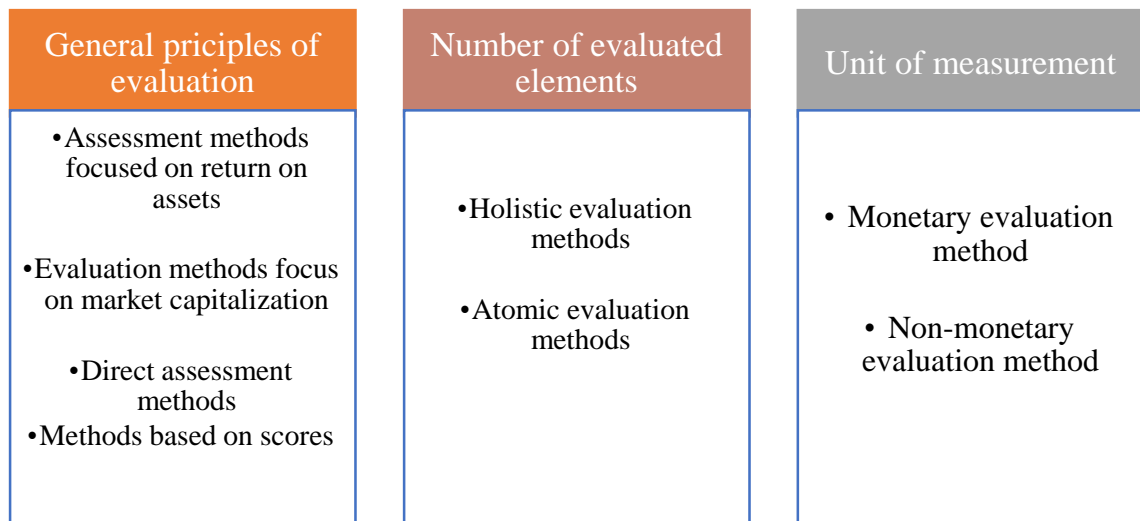 General priciples of
evaluation
•Assessment methods
focused on return on
assets
•Evaluation methods focus
on market capitalization
•Direct assessment
methods
•Methods based on scores
Number of evaluated
elements
•Holistic evaluation
methods
•Atomic evaluation
methods
Unit of measurement
• Monetary evaluation
method
• Non-monetary
evaluation method